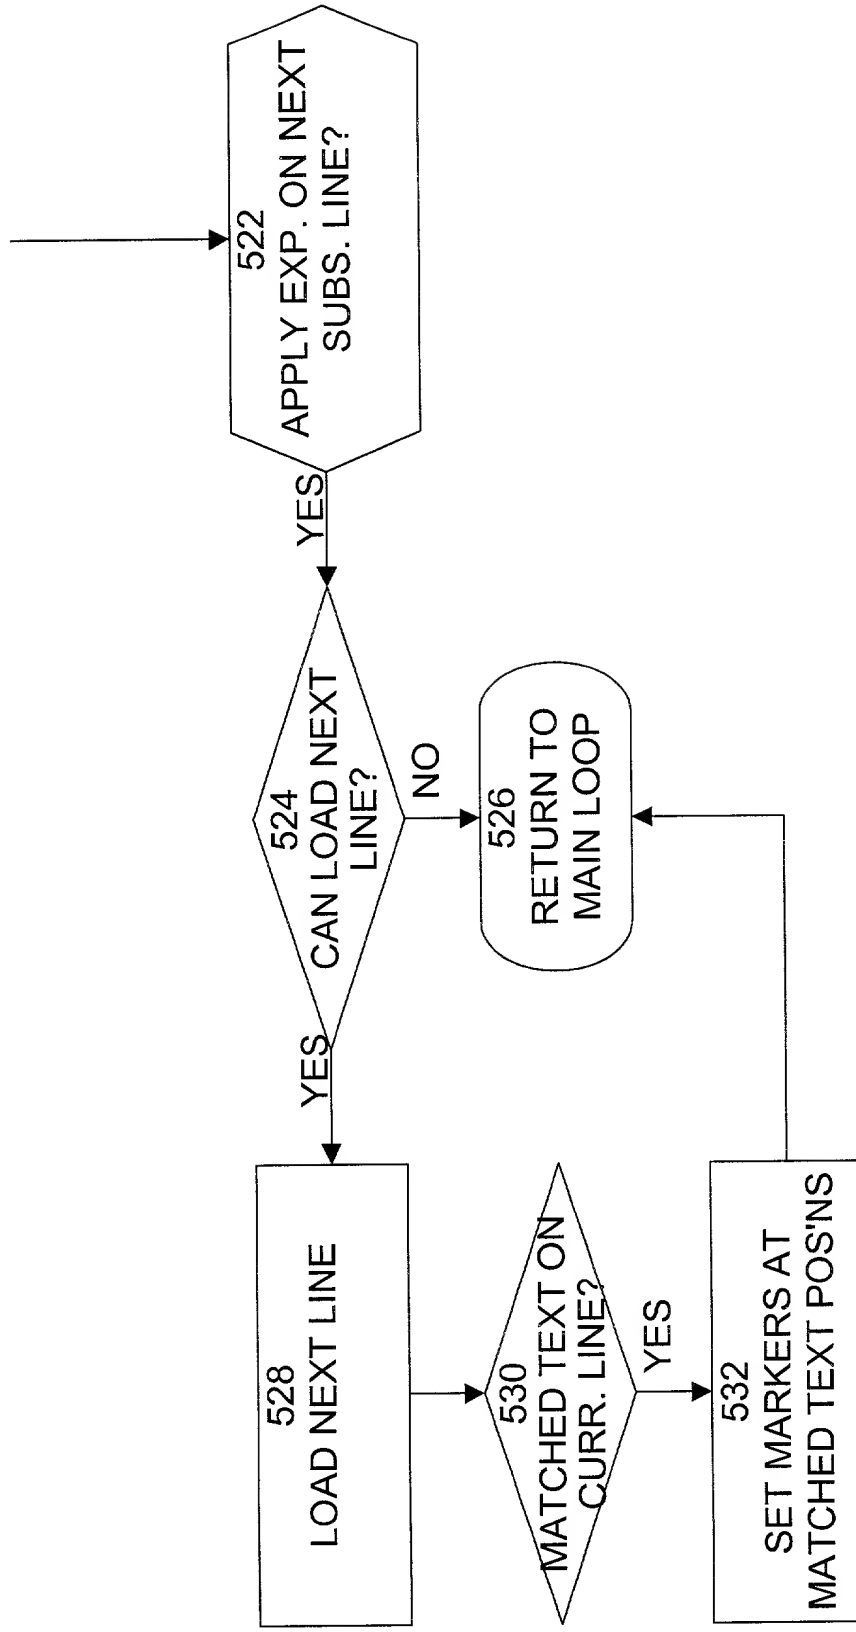 522
APPLY EXP. ON NEXT
SUBS. LINE?
YES
524
CAN LOAD NEXT
LINE?
NO
526
RETURN TO
MAIN LOOP
YES
528
LOAD NEXT LINE
530
MATCHED TEXT ON
CURR. LINE?
YES
532
SET MARKERS AT
MATCHED TEXT POS'NS